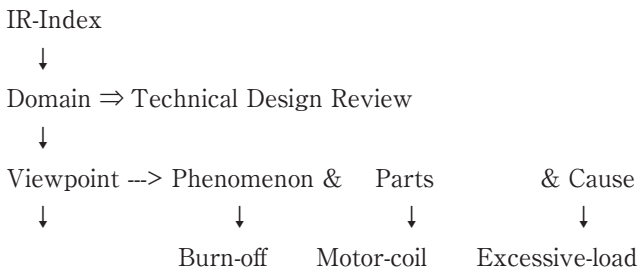 IR-Index
↓
Domain ⇒ Technical Design Review
↓
Viewpoint ---> Phenomenon & Parts & Cause
↓ ↓ ↓ ↓
Burn-off Motor-coil Excessive-load